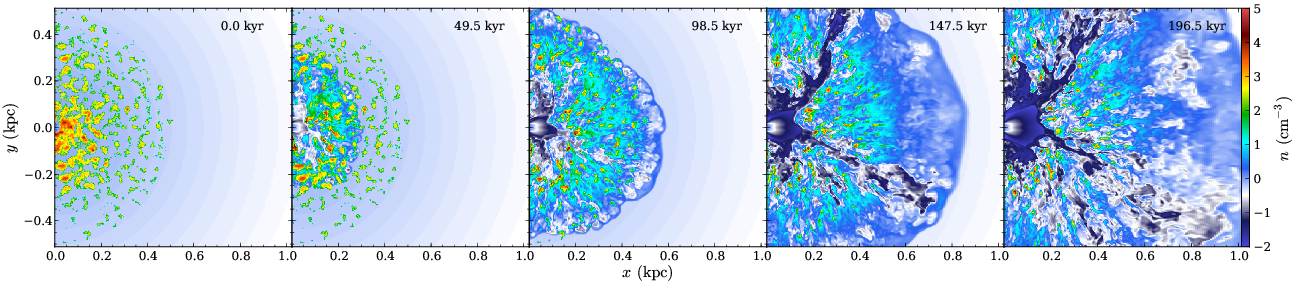 0.0 kyr
49.5 kyr
98.5 kyr
147.5 kyr
196.5 kyr
0.4
0.2
0.0
−0.2
−0.4
y (kpc)
0.0 0.2 0.4 0.6 0.8 1.0 0.2 0.4 0.6 0.8 1.0 0.2 0.4 0.6 0.8 1.0 0.2 0.4 0.6 0.8 1.0 0.2 0.4 0.6 0.8 1.0
x (kpc)
5
4
3
2
1
0
−1
−2
n (cm⁻³)